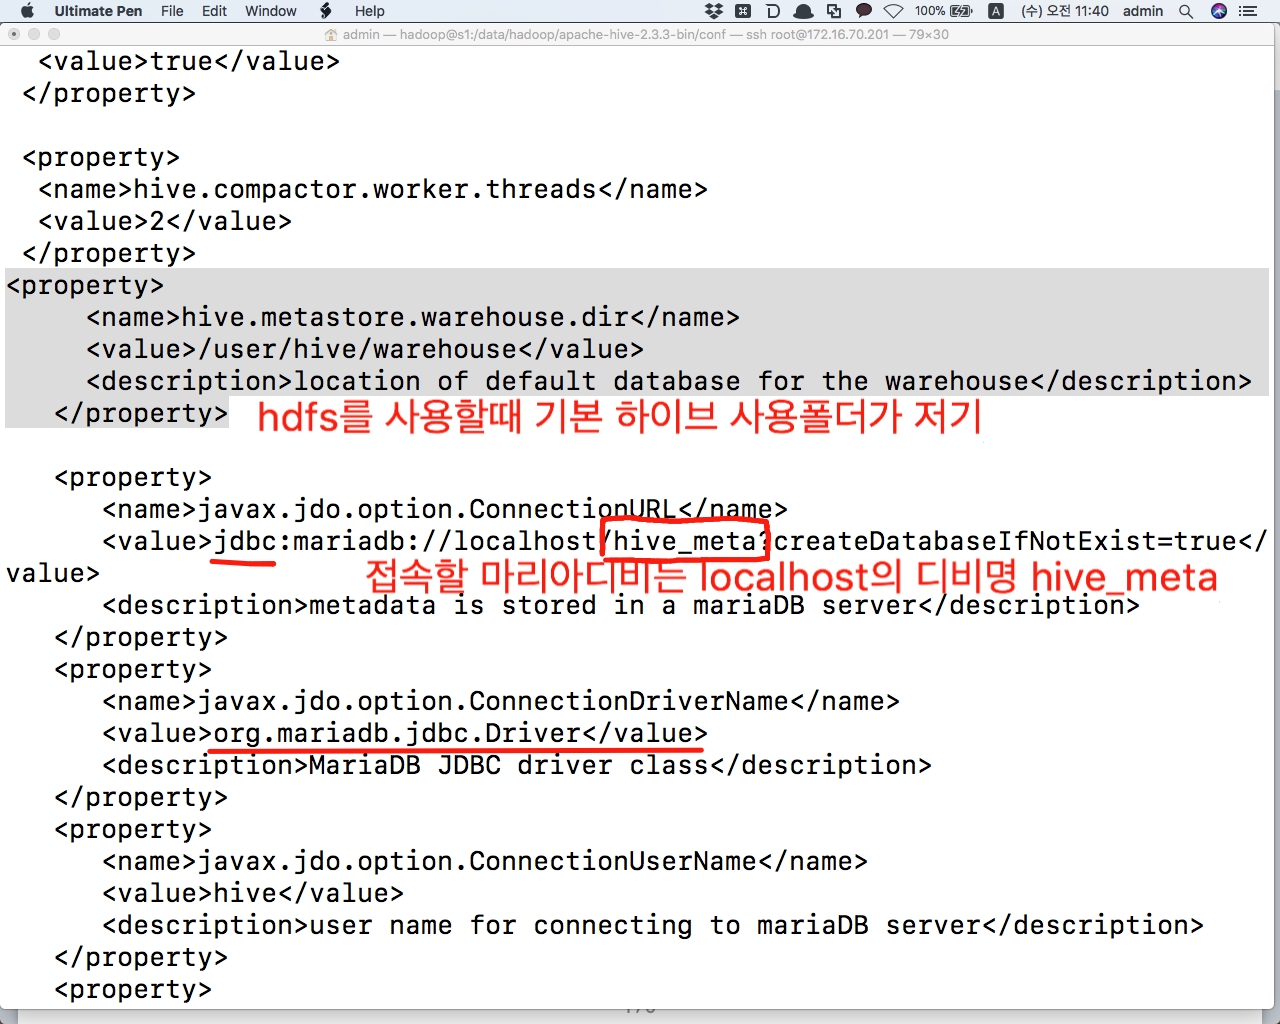 Ultimate Pen File Edit Window Help 100% A (수) 오전 11:40 admin
admin — hadoop@s1:/data/hadoop/apache-hive-2.3.3-bin/conf — ssh root@172.16.70.201 — 79×30
<value>true</value>
</property>
<property>
<name>hive.compactor.worker.threads</name>
<value>2</value>
</property>
<property>
<name>hive.metastore.warehouse.dir</name>
<value>/user/hive/warehouse</value>
<description>location of default database for the warehouse</description>
</property>
hdfs를 사용할때 기본 하이브 사용폴더가 저기
<property>
<name>javax.jdo.option.ConnectionURL</name>
<value>jdbc:mariadb://localhost/hive_meta?createDatabaseIfNotExist=true</
value>
접속할 마리아디비는 localhost의 디비명 hive_meta
<description>metadata is stored in a mariaDB server</description>
</property>
<property>
<name>javax.jdo.option.ConnectionDriverName</name>
<value>org.mariadb.jdbc.Driver</value>
<description>MariaDB JDBC driver class</description>
</property>
<property>
<name>javax.jdo.option.ConnectionUserName</name>
<value>hive</value>
<description>user name for connecting to mariaDB server</description>
</property>
<property>